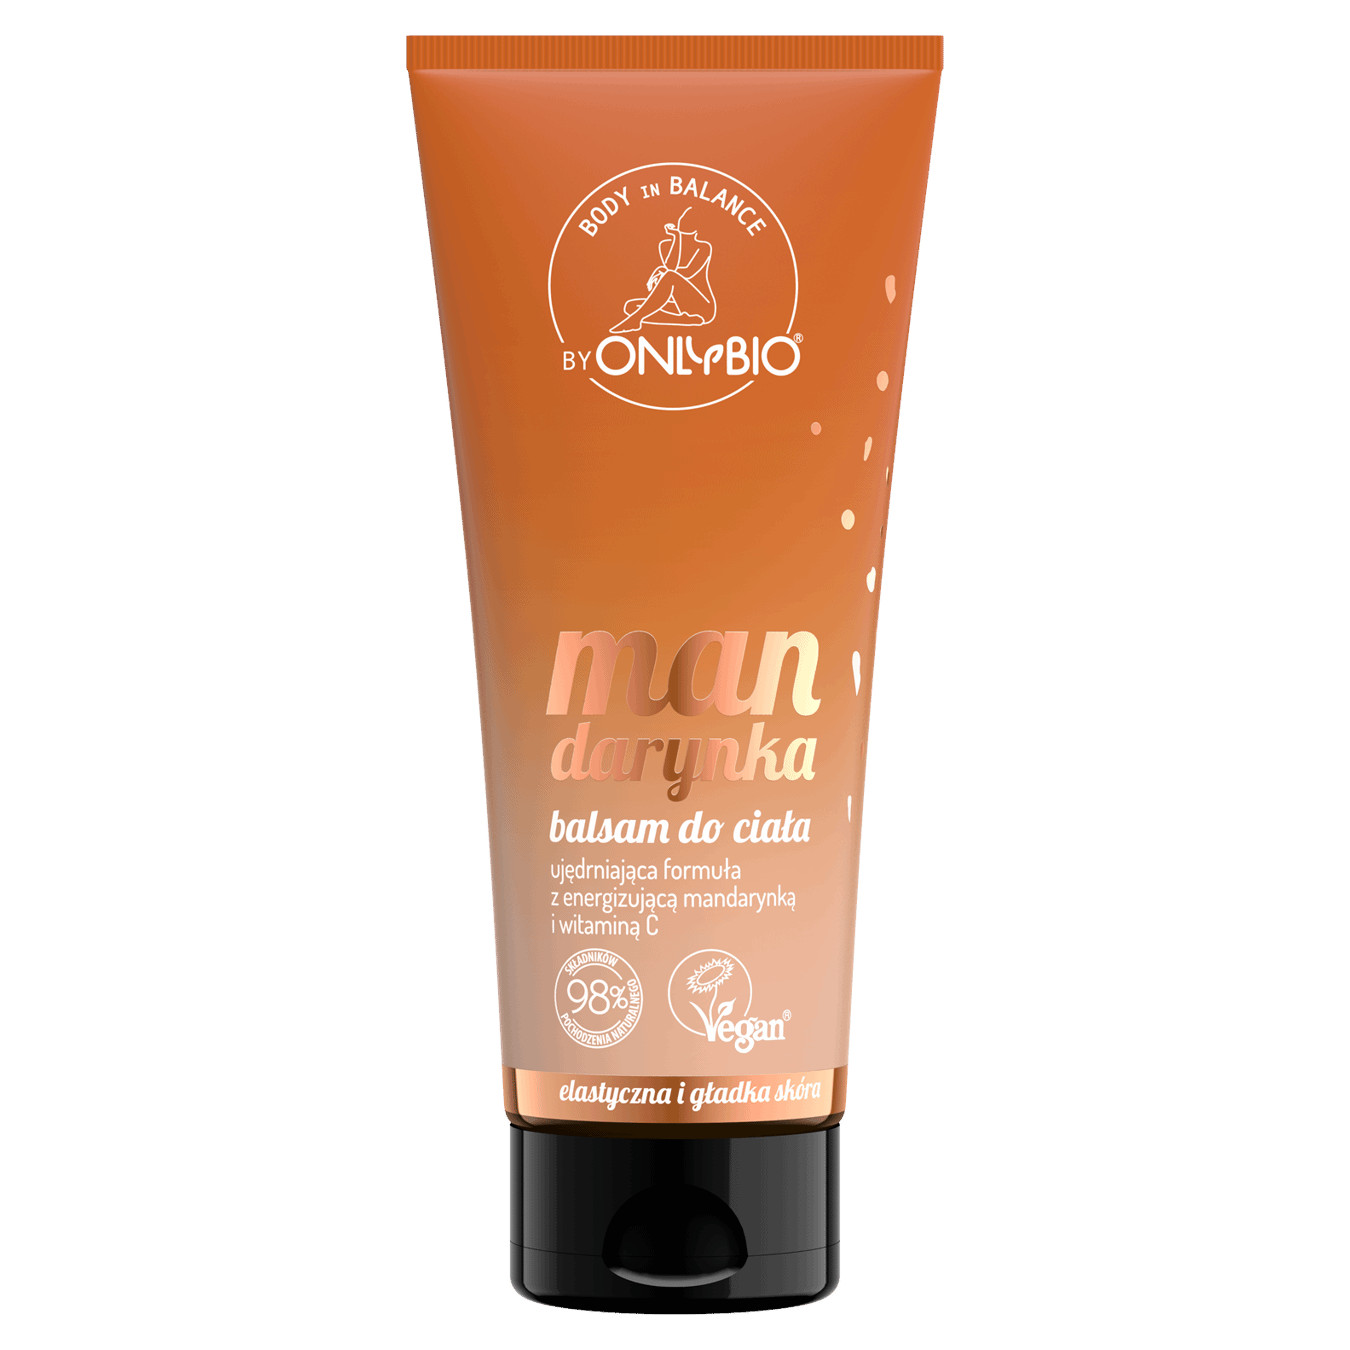 BODY IN BALANCE
BY ONLYBIO®
man
darynka
balsam do ciała
ujędrniająca formuła
z energizującą mandarynką
i witaminą C
SKŁADNIKÓW
98%
POCHODZENIA NATURALNEGO
Vegan®
elastyczna i gładka skóra